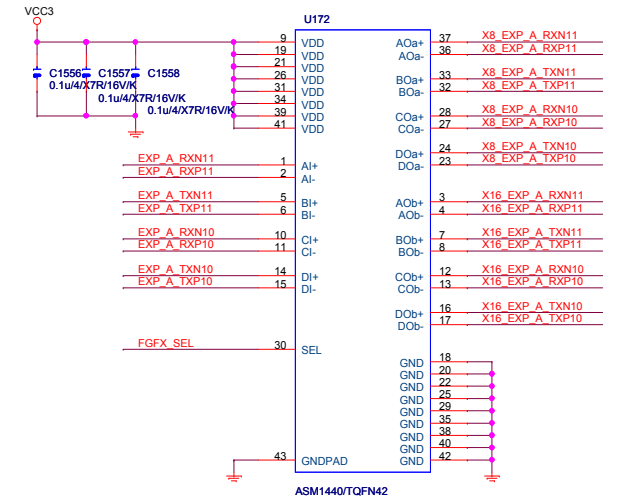 VCC3
U172
C1556
0.1u/4/X7R/16V/K
C1557
0.1u/4/X7R/16V/K
C1558
0.1u/4/X7R/16V/K
9 VDD
19 VDD
21 VDD
26 VDD
31 VDD
34 VDD
39 VDD
41 VDD
EXP_A_RXN11 1 AI+
EXP_A_RXP11 2 AI-
EXP_A_TXN11 5 BI+
EXP_A_TXP11 6 BI-
EXP_A_RXN10 10 CI+
EXP_A_RXP10 11 CI-
EXP_A_TXN10 14 DI+
EXP_A_TXP10 15 DI-
FGFX_SEL 30 SEL
43 GNDPAD
AOa+ 37 X8_EXP_A_RXN11
AOa- 36 X8_EXP_A_RXP11
BOa+ 33 X8_EXP_A_TXN11
BOa- 32 X8_EXP_A_TXP11
COa+ 28 X8_EXP_A_RXN10
COa- 27 X8_EXP_A_RXP10
DOa+ 24 X8_EXP_A_TXN10
DOa- 23 X8_EXP_A_TXP10
AOb+ 3 X16_EXP_A_RXN11
AOb- 4 X16_EXP_A_RXP11
BOb+ 7 X16_EXP_A_TXN11
BOb- 8 X16_EXP_A_TXP11
COb+ 12 X16_EXP_A_RXN10
COb- 13 X16_EXP_A_RXP10
DOb+ 16 X16_EXP_A_TXN10
DOb- 17 X16_EXP_A_TXP10
GND 18
GND 20
GND 22
GND 25
GND 29
GND 35
GND 38
GND 40
GND 42
ASM1440/TQFN42